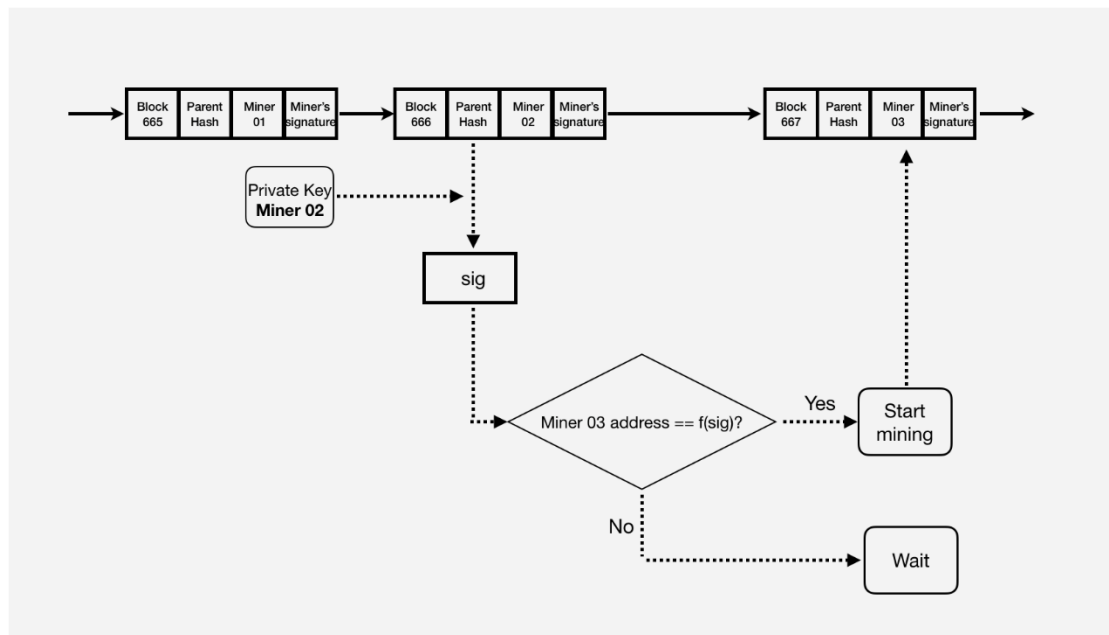 Block
665
Parent
Hash
Miner
01
Miner's
signature
Block
666
Parent
Hash
Miner
02
Miner's
signature
Block
667
Parent
Hash
Miner
03
Miner's
signature
Private Key
Miner 02
sig
Miner 03 address == f(sig)?
Yes
Start
mining
No
Wait